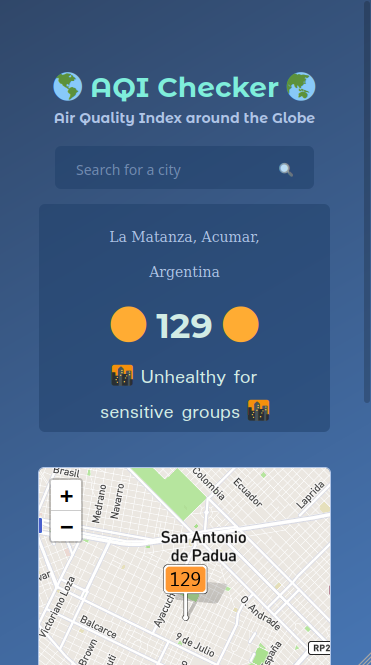 AQI Checker
Air Quality Index around the Globe
Search for a city
La Matanza, Acumar,
Argentina
129
Unhealthy for
sensitive groups
+
−
Brasil
Medrano
Navarro
Colombia
Ecuador
Laprida
San Antonio
de Padua
129
Victoriano Loza
Ayacuc
Balcarce
O. Andrade
9 de Julio
Brown
España
RP2